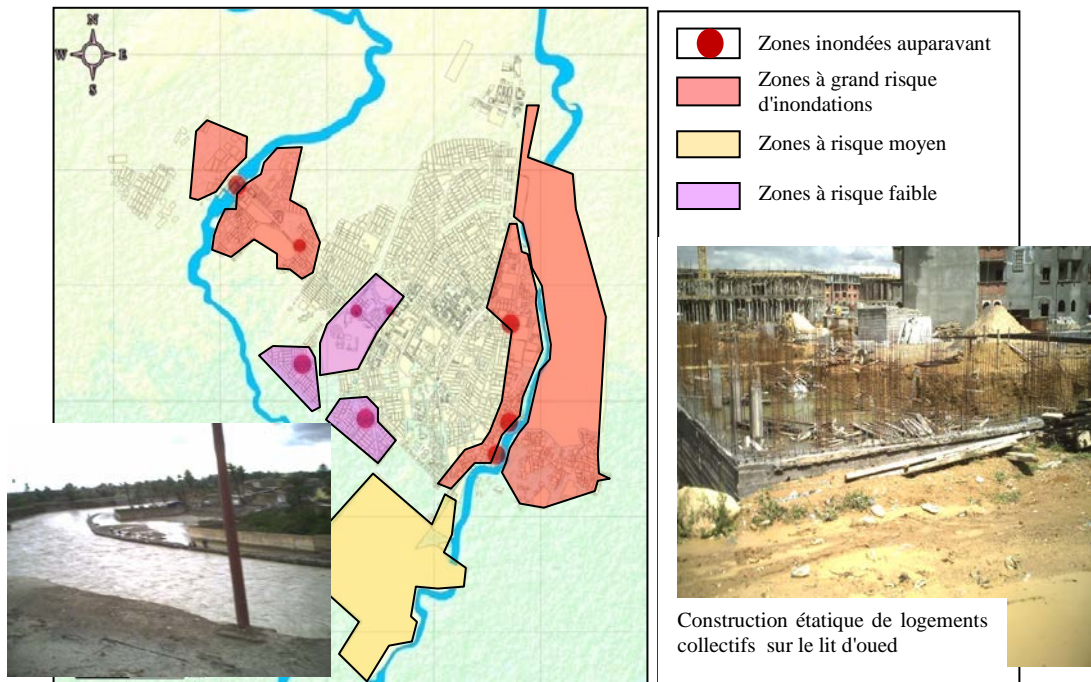 N
W E
S
Zones inondées auparavant
Zones à grand risque
d'inondations
Zones à risque moyen
Zones à risque faible
Construction étatique de logements
collectifs sur le lit d'oued